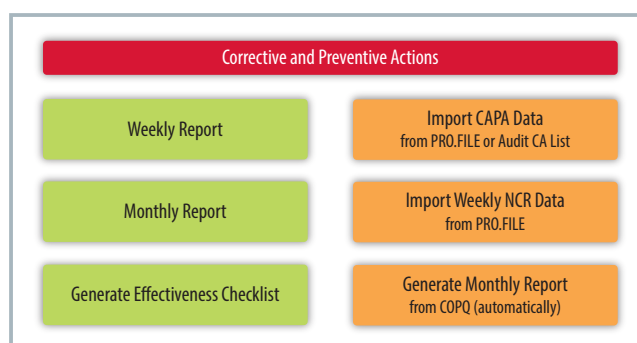 Corrective and Preventive Actions
Weekly Report
Import CAPA Data
from PRO.FILE or Audit CA List
Monthly Report
Import Weekly NCR Data
from PRO.FILE
Generate Effectiveness Checklist
Generate Monthly Report
from COPQ (automatically)